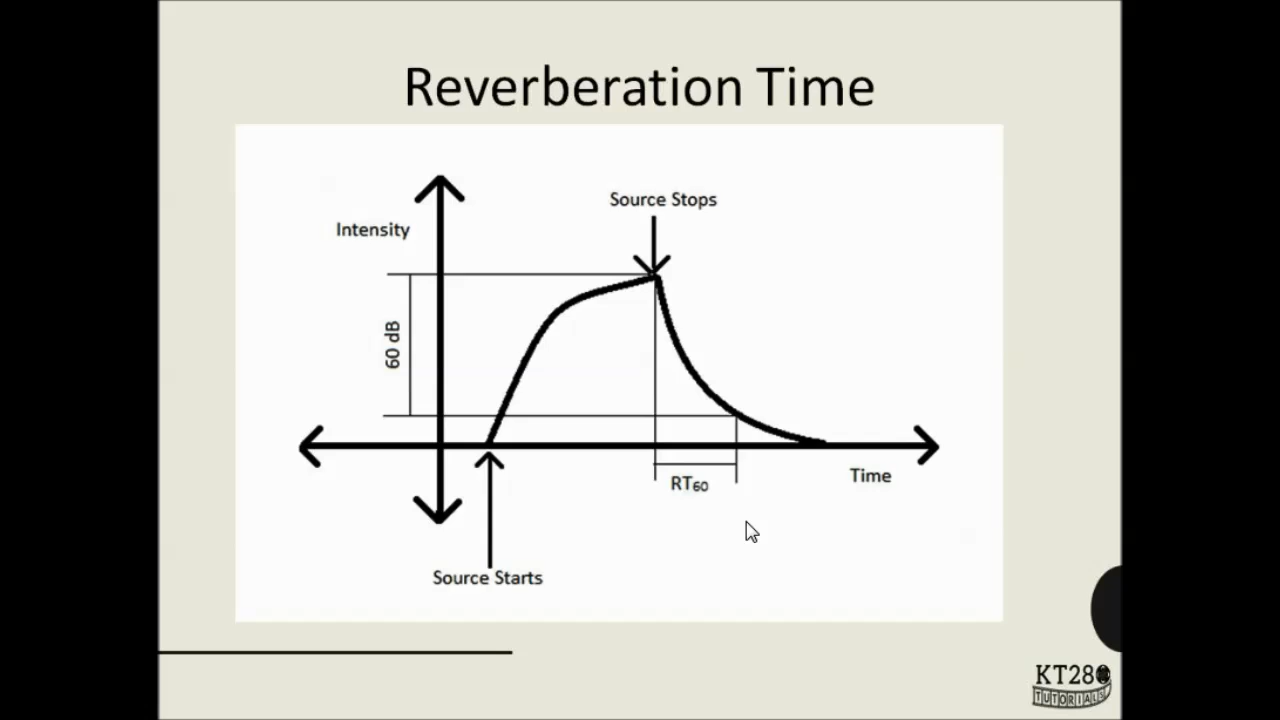 Reverberation Time
Source Stops
Intensity
60 dB
Time
RT60
Source Starts
KT280
TUTORIALS